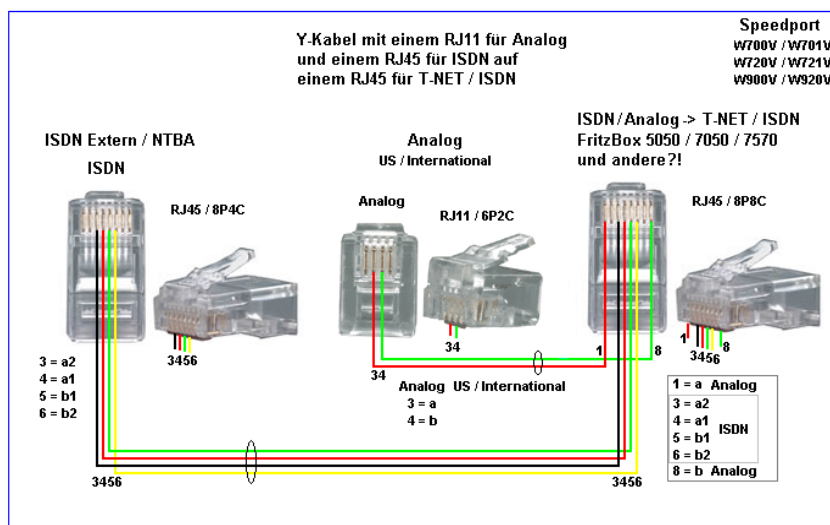 Y-Kabel mit einem RJ11 für Analog
und einem RJ45 für ISDN auf
einem RJ45 für T-NET / ISDN
Speedport
W700V / W701V
W720V / W721V
W900V / W920V
ISDN Extern / NTBA
ISDN
RJ45 / 8P4C
3456
3 = a2
4 = a1
5 = b1
6 = b2
Analog
US / International
Analog
RJ11 / 6P2C
34
34
Analog US / International
3 = a
4 = b
ISDN/Analog -> T-NET / ISDN
FritzBox 5050 / 7050 / 7570
und andere?!
RJ45 / 8P8C
1
8
1
3456
8
1 = a Analog
3 = a2
4 = a1
5 = b1
6 = b2
ISDN
8 = b Analog
3456
3456